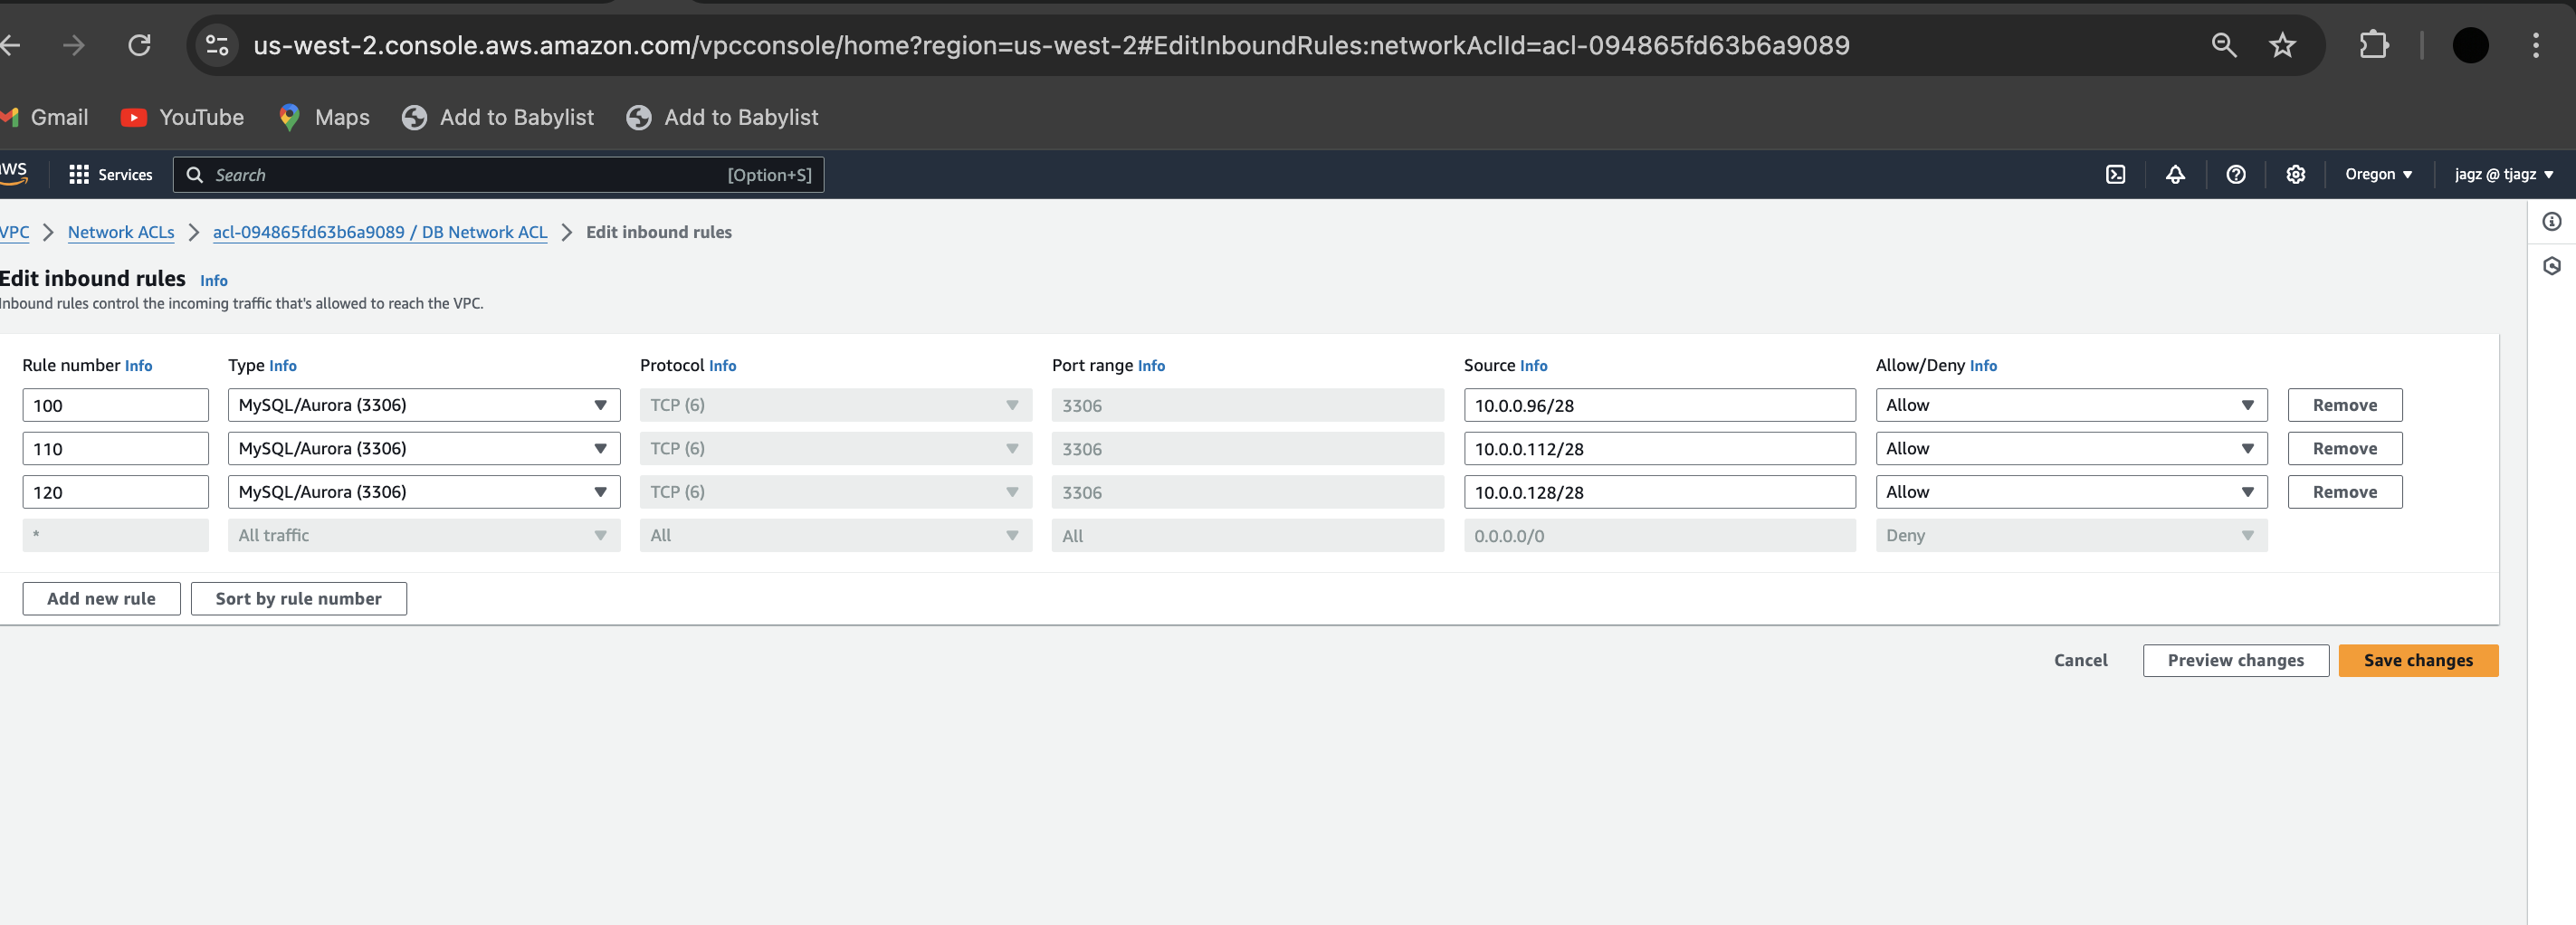 us-west-2.console.aws.amazon.com/vpcconsole/home?region=us-west-2#EditInboundRules:networkAclId=acl-094865fd63b6a9089
Gmail YouTube Maps Add to Babylist Add to Babylist
aws Services Search [Option+S] Oregon jagz @ tjagz
VPC Network ACLs acl-094865fd63b6a9089 / DB Network ACL Edit inbound rules
Edit inbound rules Info
Inbound rules control the incoming traffic that's allowed to reach the VPC.
Rule number Info Type Info Protocol Info Port range Info Source Info Allow/Deny Info
100 MySQL/Aurora (3306) TCP (6) 3306 10.0.0.96/28 Allow Remove
110 MySQL/Aurora (3306) TCP (6) 3306 10.0.0.112/28 Allow Remove
120 MySQL/Aurora (3306) TCP (6) 3306 10.0.0.128/28 Allow Remove
* All traffic All All 0.0.0.0/0 Deny
Add new rule Sort by rule number
Cancel Preview changes Save changes